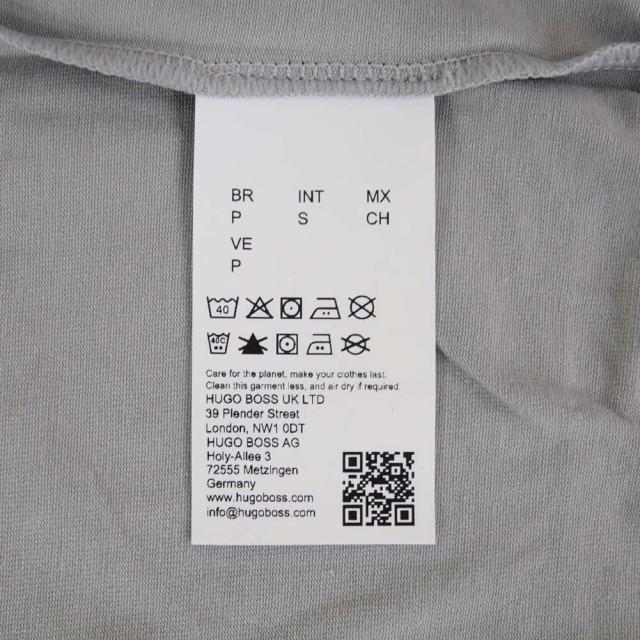 BR INT MX
P S CH
VE
P
40
40C
Care for the planet, make your clothes last.
Clean this garment less, and air dry if required.
HUGO BOSS UK LTD
39 Plender Street
London, NW1 0DT
HUGO BOSS AG
Holy-Allee 3
72555 Metzingen
Germany
www.hugoboss.com
info@hugoboss.com